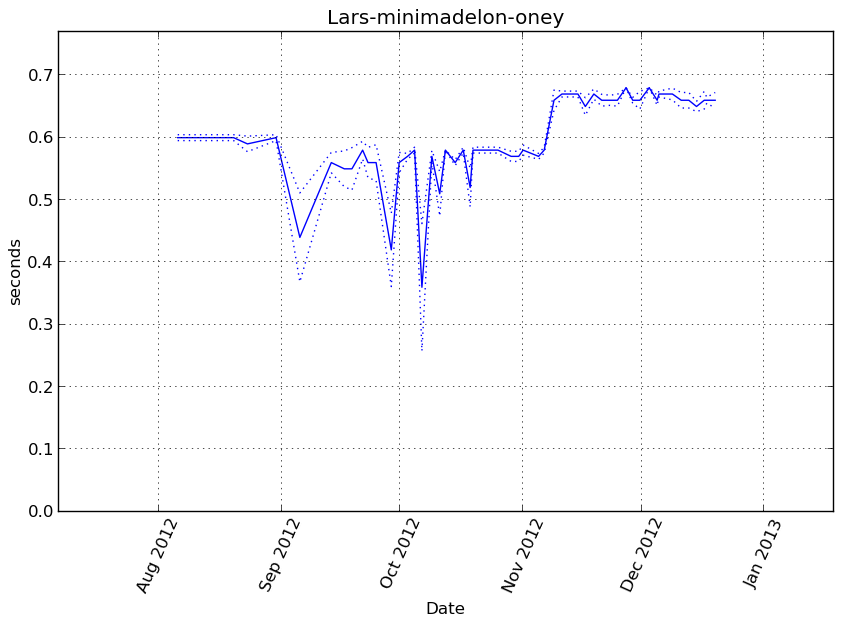 Lars-minimadelon-oney
0.7
0.6
0.5
0.4
0.3
0.2
0.1
0.0
seconds
Aug 2012
Sep 2012
Oct 2012
Nov 2012
Dec 2012
Jan 2013
Date